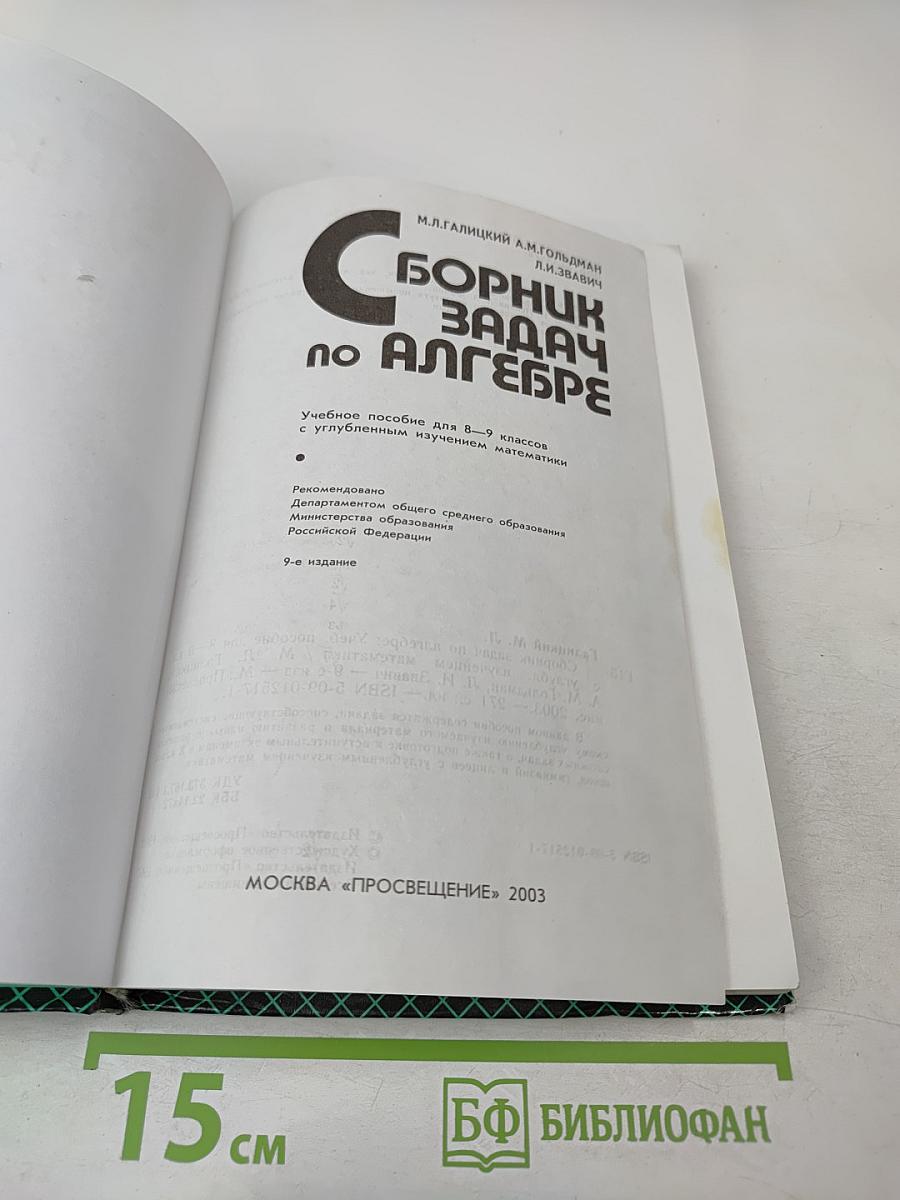 М.Л.ГАЛИЦКИЙ А.М.ГОЛЬДМАН
Л.И.ЗВАВИЧ
СБОРНИК
ЗАДАЧ
ПО АЛГЕБРЕ
Учебное пособие для 8—9 классов
с углубленным изучением математики
Рекомендовано
Департаментом общего среднего образования
Министерства образования
Российской Федерации
9-е издание
МОСКВА «ПРОСВЕЩЕНИЕ» 2003
15 см
БФ БИБЛИОФАН